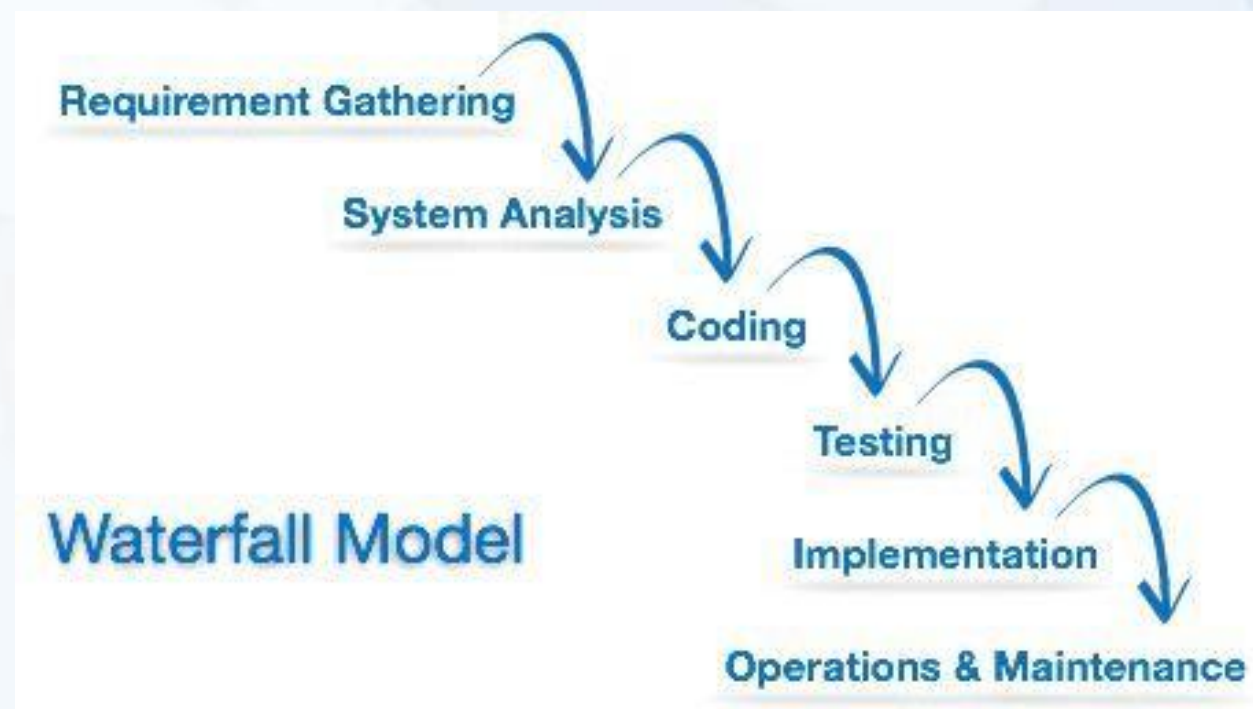 Requirement Gathering
System Analysis
Coding
Testing
Waterfall Model
Implementation
Operations & Maintenance